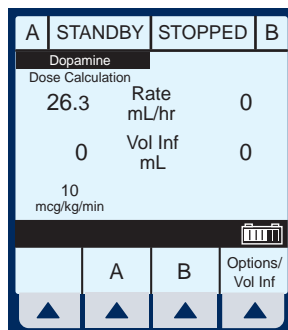 A STANDBY STOPPED B
Dopamine
Dose Calculation
26.3 Rate 0
mL/hr
0 Vol Inf 0
mL
10
mcg/kg/min
A B Options/
Vol Inf